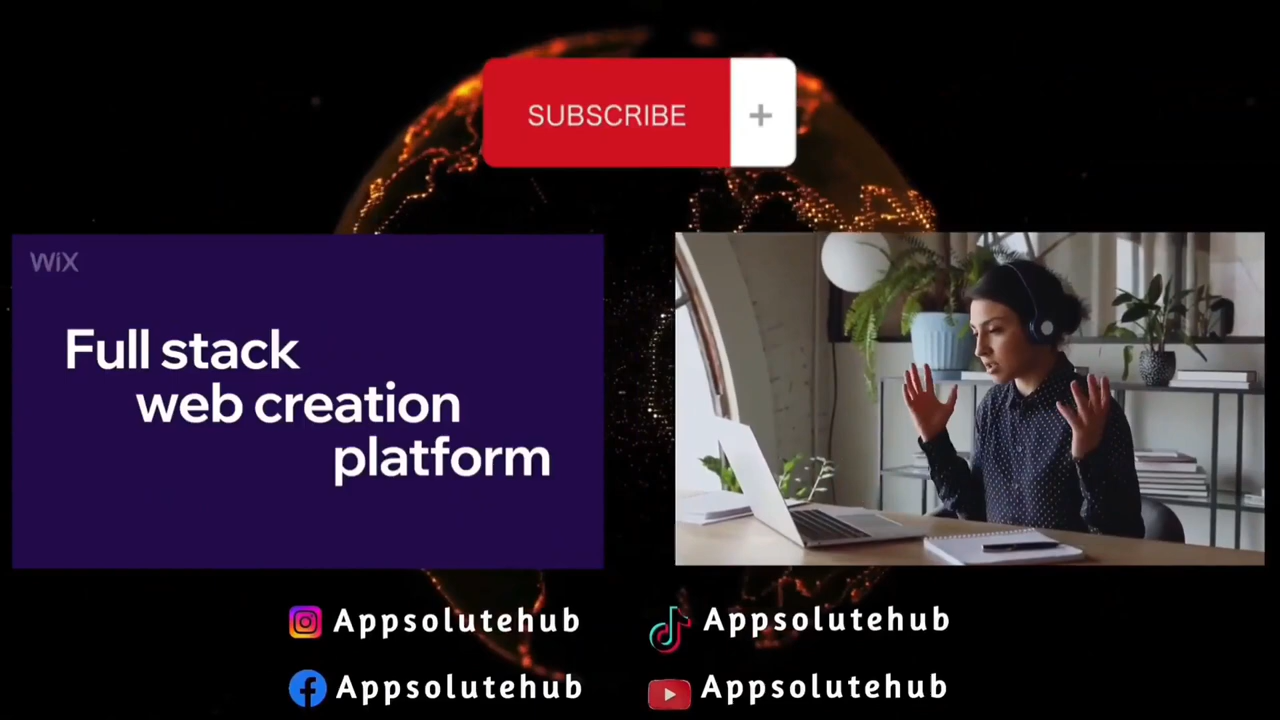 SUBSCRIBE +
WiX
Full stack
web creation
platform
Appsolutehub
Appsolutehub
Appsolutehub
Appsolutehub